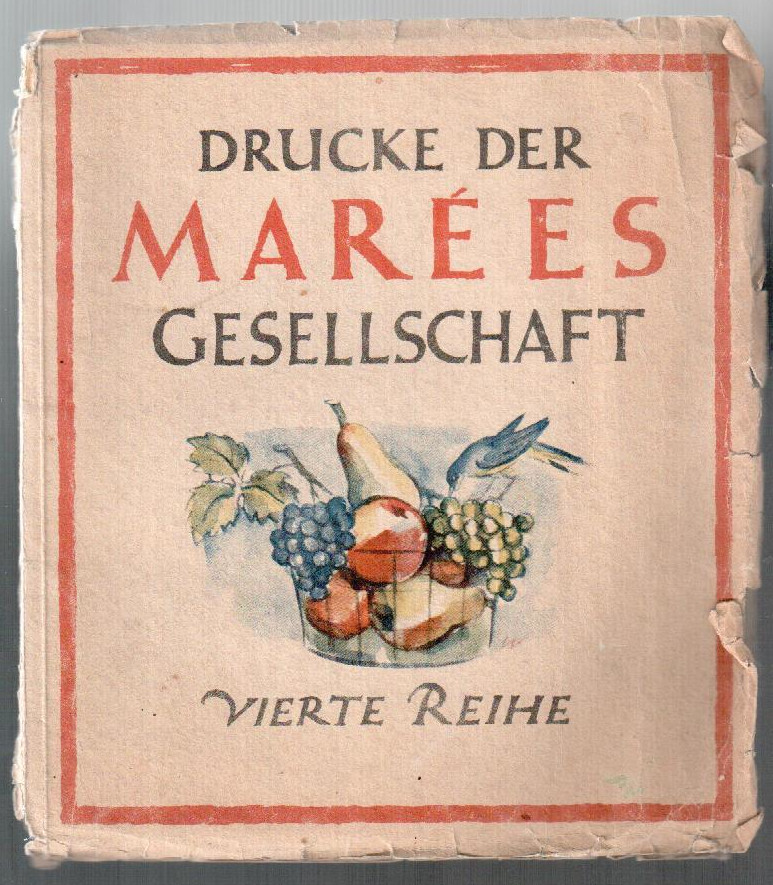 DRUCKE DER
MARÉES
GESELLSCHAFT
VIERTE REIHE